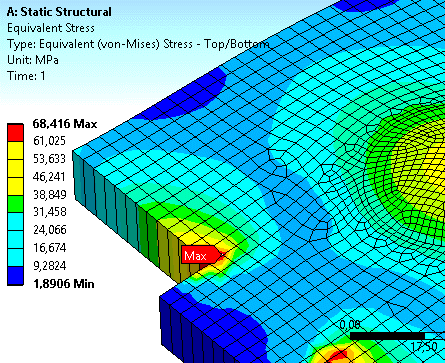 A: Static Structural
Equivalent Stress
Type: Equivalent (von-Mises) Stress - Top/Bottom
Unit: MPa
Time: 1
68,416 Max
61,025
53,633
46,241
38,849
31,458
24,066
16,674
9,2824
1,8906 Min
Max
0,00
17,50